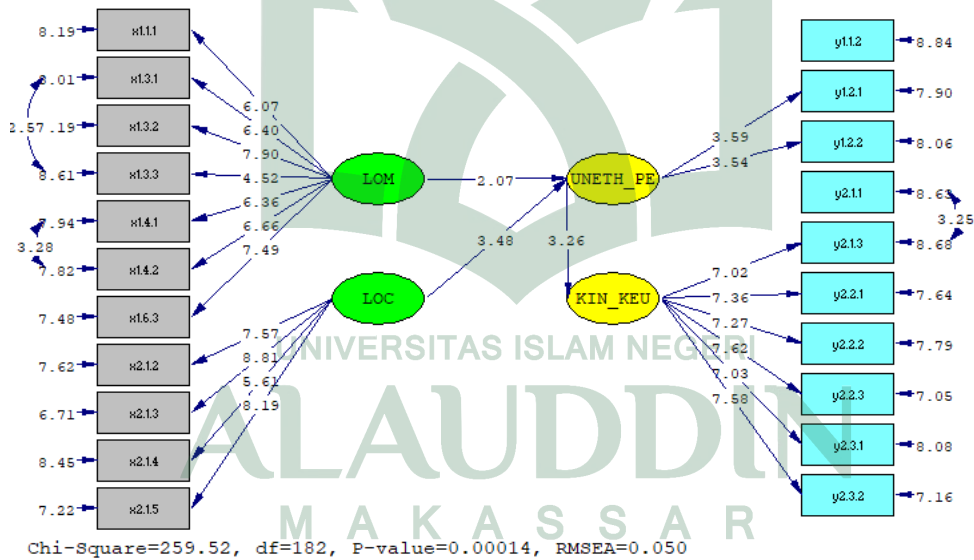 8.19 x1.1.1
8.01 x1.3.1
2.57 7.19 x1.3.2
8.61 x1.3.3
7.94 x1.4.1
3.28
7.82 x1.4.2
7.48 x1.6.3
7.62 x2.1.2
6.71 x2.1.3
8.45 x2.1.4
7.22 x2.1.5
6.07
6.40
7.90
4.52
6.36
6.66
7.49
7.57
8.81
5.61
8.19
LOM
LOC
2.07
3.48
3.26
UNETH_PE
KIN_KEU
3.59
3.54
7.02
7.36
7.27
7.62
7.03
7.58
y1.1.2 8.84
y1.2.1 7.90
y1.2.2 8.06
y2.1.1 8.63
3.25
y2.1.3 8.68
y2.2.1 7.64
y2.2.2 7.79
y2.2.3 7.05
y2.3.1 8.08
y2.3.2 7.16
UNIVERSITAS ISLAM NEGERI
ALAUDDIN
MAKASSAR
Chi-Square=259.52, df=182, P-value=0.00014, RMSEA=0.050